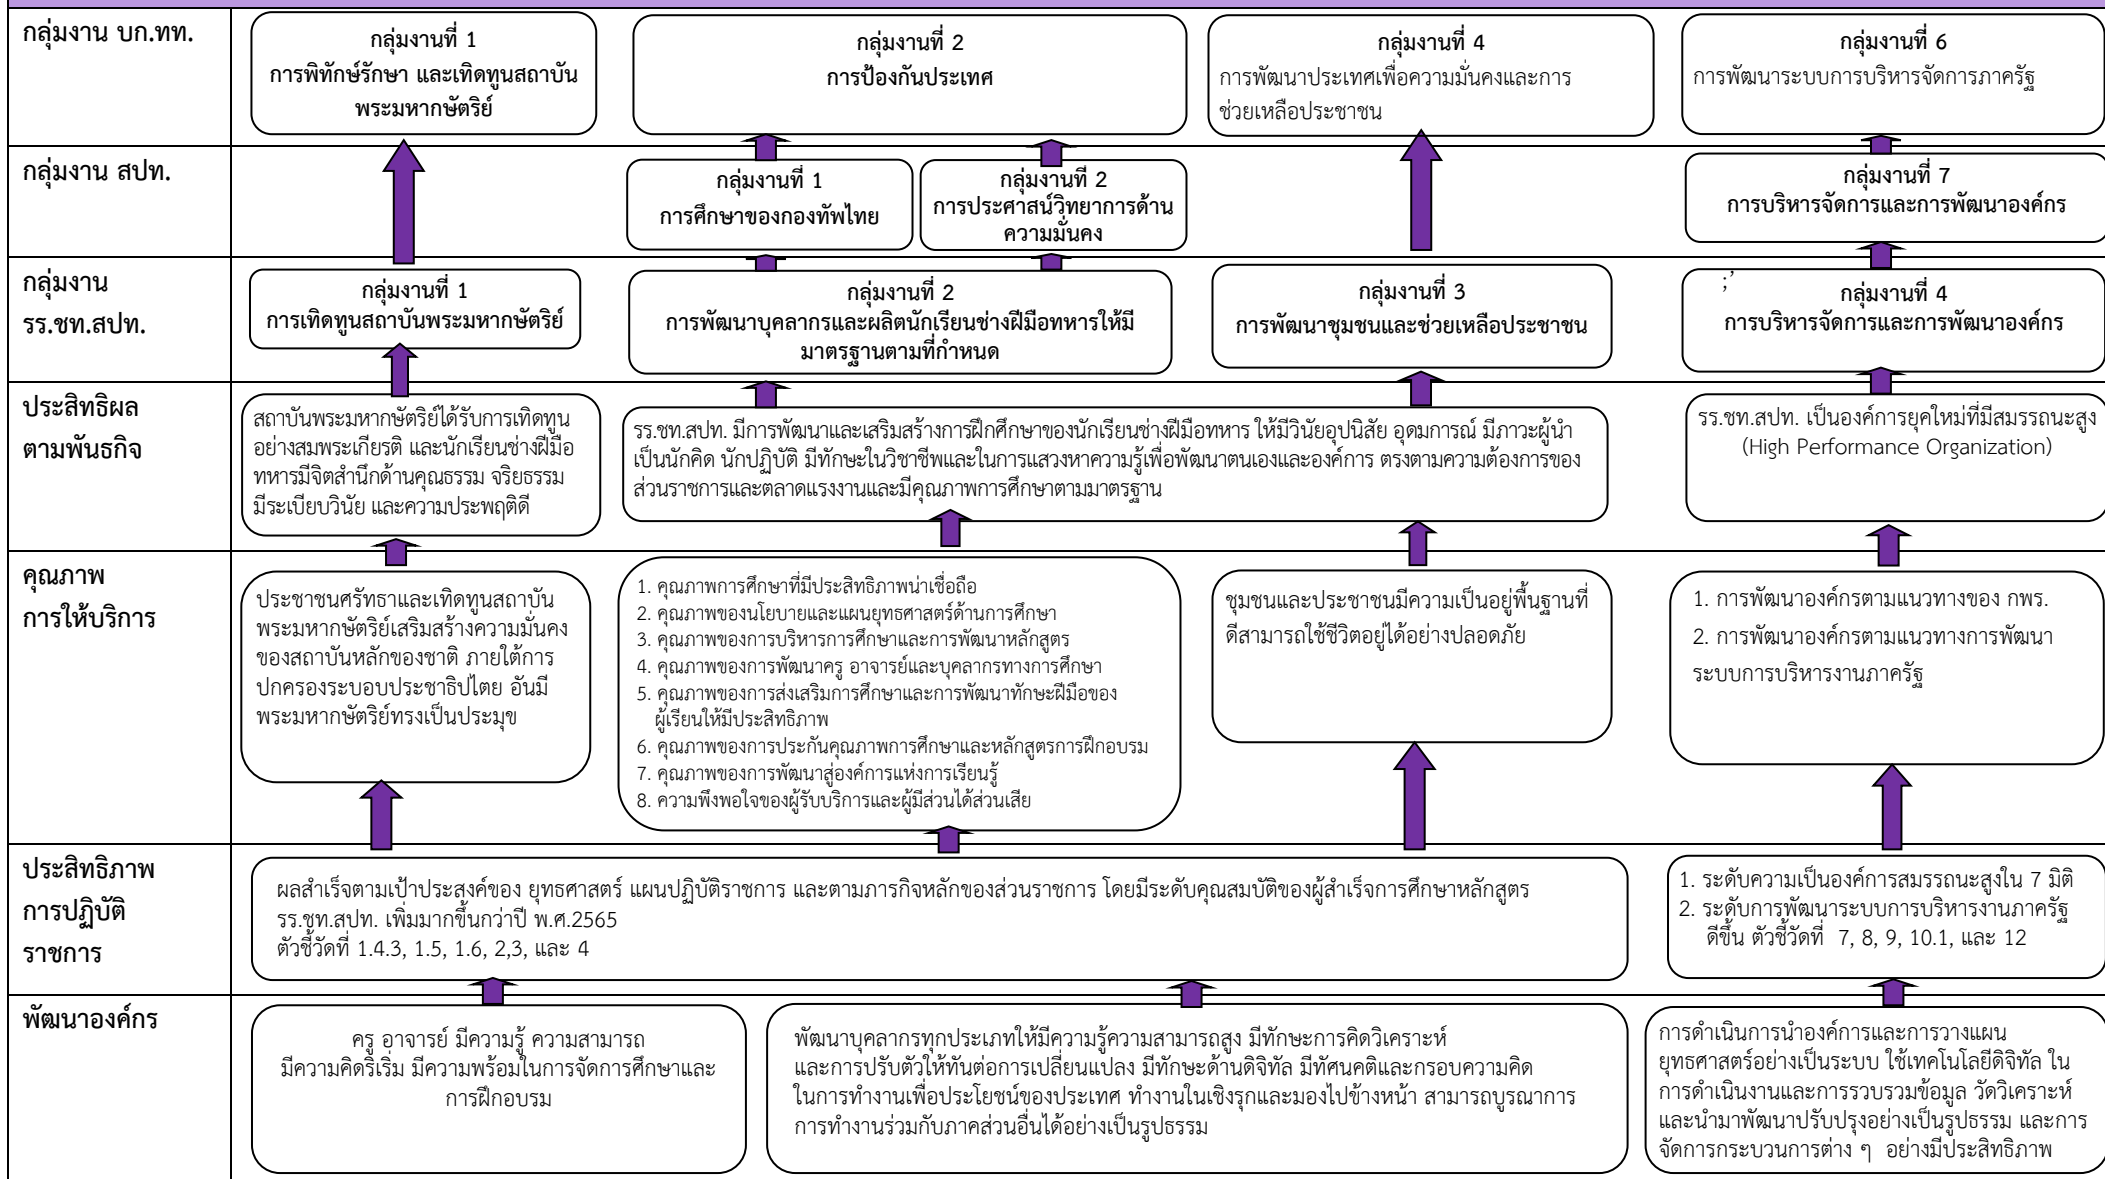 กลุ่มงาน บก.ทท.
กลุ่มงานที่ 1
การพิทักษ์รักษา และเทิดทูนสถาบัน
พระมหากษัตริย์
กลุ่มงานที่ 2
การป้องกันประเทศ
กลุ่มงานที่ 4
การพัฒนาประเทศเพื่อความมั่นคงและการ
ช่วยเหลือประชาชน
กลุ่มงานที่ 6
การพัฒนาระบบการบริหารจัดการภาครัฐ
กลุ่มงาน สปท.
กลุ่มงานที่ 1
การศึกษาของกองทัพไทย
กลุ่มงานที่ 2
การประศาสน์วิทยาการด้าน
ความมั่นคง
กลุ่มงานที่ 7
การบริหารจัดการและการพัฒนาองค์กร
กลุ่มงาน
รร.ชท.สปท.
กลุ่มงานที่ 1
การเทิดทูนสถาบันพระมหากษัตริย์
กลุ่มงานที่ 2
การพัฒนาบุคลากรและผลิตนักเรียนช่างฝีมือทหารให้มี
มาตรฐานตามที่กำหนด
กลุ่มงานที่ 3
การพัฒนาชุมชนและช่วยเหลือประชาชน
;'
กลุ่มงานที่ 4
การบริหารจัดการและการพัฒนาองค์กร
ประสิทธิผล
ตามพันธกิจ
สถาบันพระมหากษัตริย์ได้รับการเทิดทูน
อย่างสมพระเกียรติ และนักเรียนช่างฝีมือ
ทหารมีจิตสำนึกด้านคุณธรรม จริยธรรม
มีระเบียบวินัย และความประพฤติดี
รร.ชท.สปท. มีการพัฒนาและเสริมสร้างการฝึกศึกษาของนักเรียนช่างฝีมือทหาร ให้มีวินัยอุปนิสัย อุดมการณ์ มีภาวะผู้นำ
เป็นนักคิด นักปฏิบัติ มีทักษะในวิชาชีพและในการแสวงหาความรู้เพื่อพัฒนาตนเองและองค์การ ตรงตามความต้องการของ
ส่วนราชการและตลาดแรงงานและมีคุณภาพการศึกษาตามมาตรฐาน
รร.ชท.สปท. เป็นองค์การยุคใหม่ที่มีสมรรถนะสูง
(High Performance Organization)
คุณภาพ
การให้บริการ
ประชาชนศรัทธาและเทิดทูนสถาบัน
พระมหากษัตริย์เสริมสร้างความมั่นคง
ของสถาบันหลักของชาติ ภายใต้การ
ปกครองระบอบประชาธิปไตย อันมี
พระมหากษัตริย์ทรงเป็นประมุข
1. คุณภาพการศึกษาที่มีประสิทธิภาพน่าเชื่อถือ
2. คุณภาพของนโยบายและแผนยุทธศาสตร์ด้านการศึกษา
3. คุณภาพของการบริหารการศึกษาและการพัฒนาหลักสูตร
4. คุณภาพของการพัฒนาครู อาจารย์และบุคลากรทางการศึกษา
5. คุณภาพของการส่งเสริมการศึกษาและการพัฒนาทักษะฝีมือของ
ผู้เรียนให้มีประสิทธิภาพ
6. คุณภาพของการประกันคุณภาพการศึกษาและหลักสูตรการฝึกอบรม
7. คุณภาพของการพัฒนาสู่องค์การแห่งการเรียนรู้
8. ความพึงพอใจของผู้รับบริการและผู้มีส่วนได้ส่วนเสีย
ชุมชนและประชาชนมีความเป็นอยู่พื้นฐานที่
ดีสามารถใช้ชีวิตอยู่ได้อย่างปลอดภัย
1. การพัฒนาองค์กรตามแนวทางของ กพร.
2. การพัฒนาองค์กรตามแนวทางการพัฒนา
ระบบการบริหารงานภาครัฐ
ประสิทธิภาพ
การปฏิบัติ
ราชการ
ผลสำเร็จตามเป้าประสงค์ของ ยุทธศาสตร์ แผนปฏิบัติราชการ และตามภารกิจหลักของส่วนราชการ โดยมีระดับคุณสมบัติของผู้สำเร็จการศึกษาหลักสูตร
รร.ชท.สปท. เพิ่มมากขึ้นกว่าปี พ.ศ.2565
ตัวชี้วัดที่ 1.4.3, 1.5, 1.6, 2,3, และ 4
1. ระดับความเป็นองค์การสมรรถนะสูงใน 7 มิติ
2. ระดับการพัฒนาระบบการบริหารงานภาครัฐ
ดีขึ้น ตัวชี้วัดที่ 7, 8, 9, 10.1, และ 12
พัฒนาองค์กร
ครู อาจารย์ มีความรู้ ความสามารถ
มีความคิดริเริ่ม มีความพร้อมในการจัดการศึกษาและ
การฝึกอบรม
พัฒนาบุคลากรทุกประเภทให้มีความรู้ความสามารถสูง มีทักษะการคิดวิเคราะห์
และการปรับตัวให้ทันต่อการเปลี่ยนแปลง มีทักษะด้านดิจิทัล มีทัศนคติและกรอบความคิด
ในการทำงานเพื่อประโยชน์ของประเทศ ทำงานในเชิงรุกและมองไปข้างหน้า สามารถบูรณาการ
การทำงานร่วมกับภาคส่วนอื่นได้อย่างเป็นรูปธรรม
การดำเนินการนำองค์การและการวางแผน
ยุทธศาสตร์อย่างเป็นระบบ ใช้เทคโนโลยีดิจิทัล ใน
การดำเนินงานและการรวบรวมข้อมูล วัดวิเคราะห์
และนำมาพัฒนาปรับปรุงอย่างเป็นรูปธรรม และการ
จัดการกระบวนการต่าง ๆ อย่างมีประสิทธิภาพ